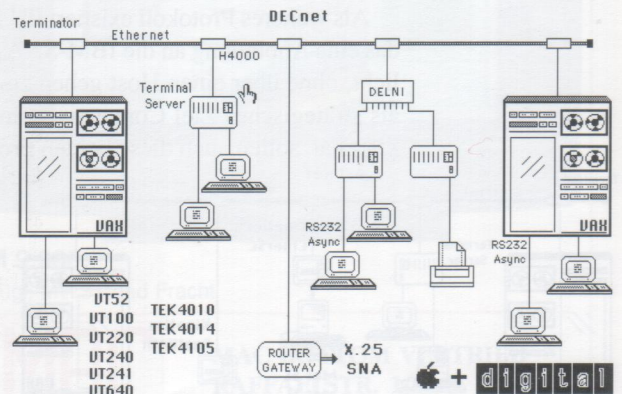 DECnet
Terminator
Ethernet
H4000
Terminal
Server
DELNI
VAX
VAX
RS232
Async
RS232
Async
VT52
VT100
VT220
VT240
VT241
VT640
TEK4010
TEK4014
TEK4105
ROUTER
GATEWAY
X.25
SNA
+ digital